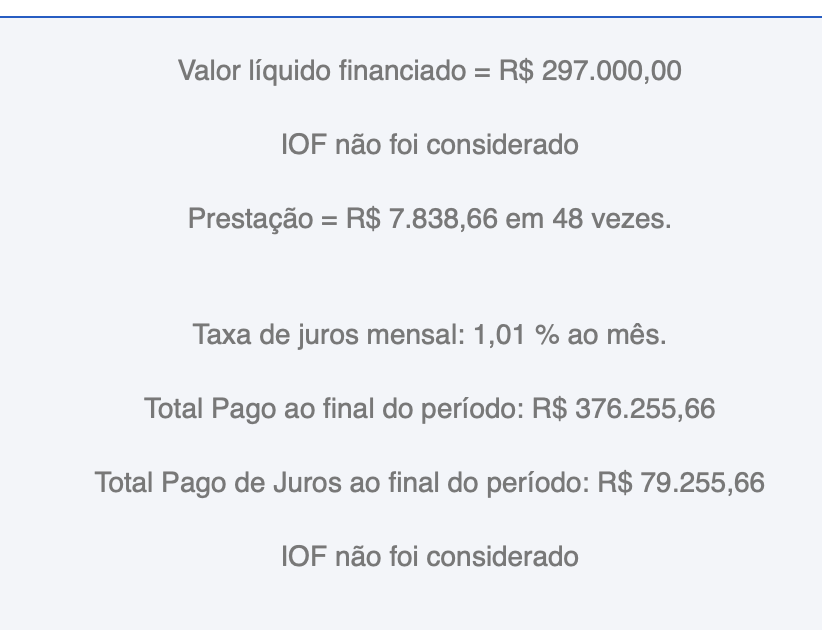 Valor líquido financiado = R$ 297.000,00
IOF não foi considerado
Prestação = R$ 7.838,66 em 48 vezes.
Taxa de juros mensal: 1,01 % ao mês.
Total Pago ao final do período: R$ 376.255,66
Total Pago de Juros ao final do período: R$ 79.255,66
IOF não foi considerado